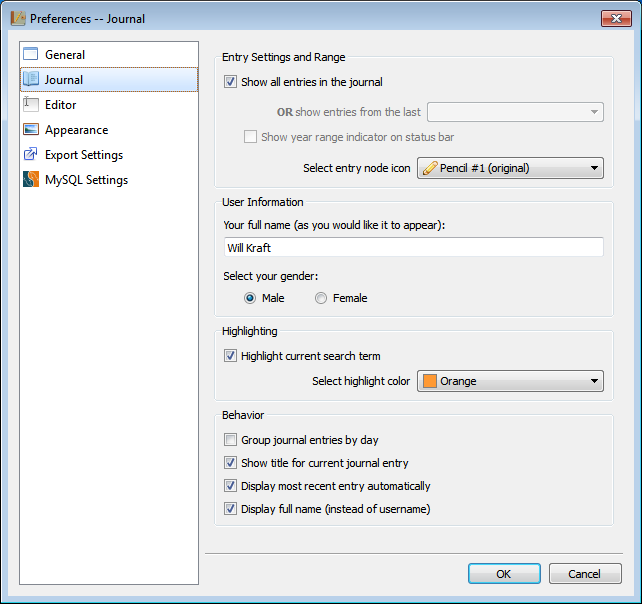 Preferences -- Journal
General
Journal
Editor
Appearance
Export Settings
MySQL Settings
Entry Settings and Range
Show all entries in the journal
OR show entries from the last
Show year range indicator on status bar
Select entry node icon Pencil #1 (original)
User Information
Your full name (as you would like it to appear):
Will Kraft
Select your gender:
Male Female
Highlighting
Highlight current search term
Select highlight color Orange
Behavior
Group journal entries by day
Show title for current journal entry
Display most recent entry automatically
Display full name (instead of username)
OK Cancel